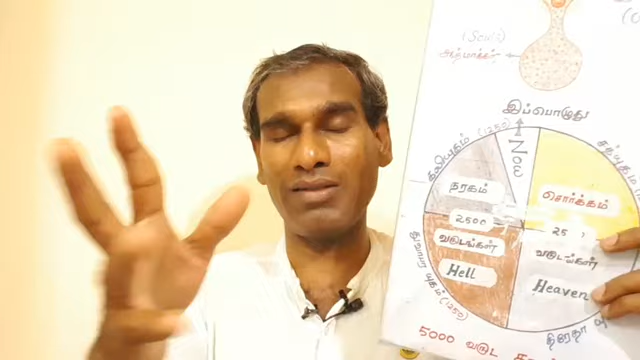 (Souls)
ஆத்மாக்கள்
இப்பொழுது
Now
கலியுகம் (1250)
சத்யுகம்
நரகம்
சொர்க்கம்
2500
25
வருடங்கள்
வருடங்கள்
Hell
Heaven
துவாபர யுகம் (1250)
திரேதா யு
5000 வருட